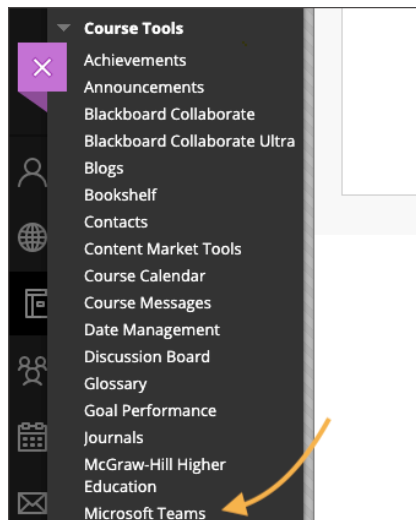 Course Tools
Achievements
Announcements
Blackboard Collaborate
Blackboard Collaborate Ultra
Blogs
Bookshelf
Contacts
Content Market Tools
Course Calendar
Course Messages
Date Management
Discussion Board
Glossary
Goal Performance
Journals
McGraw-Hill Higher
Education
Microsoft Teams